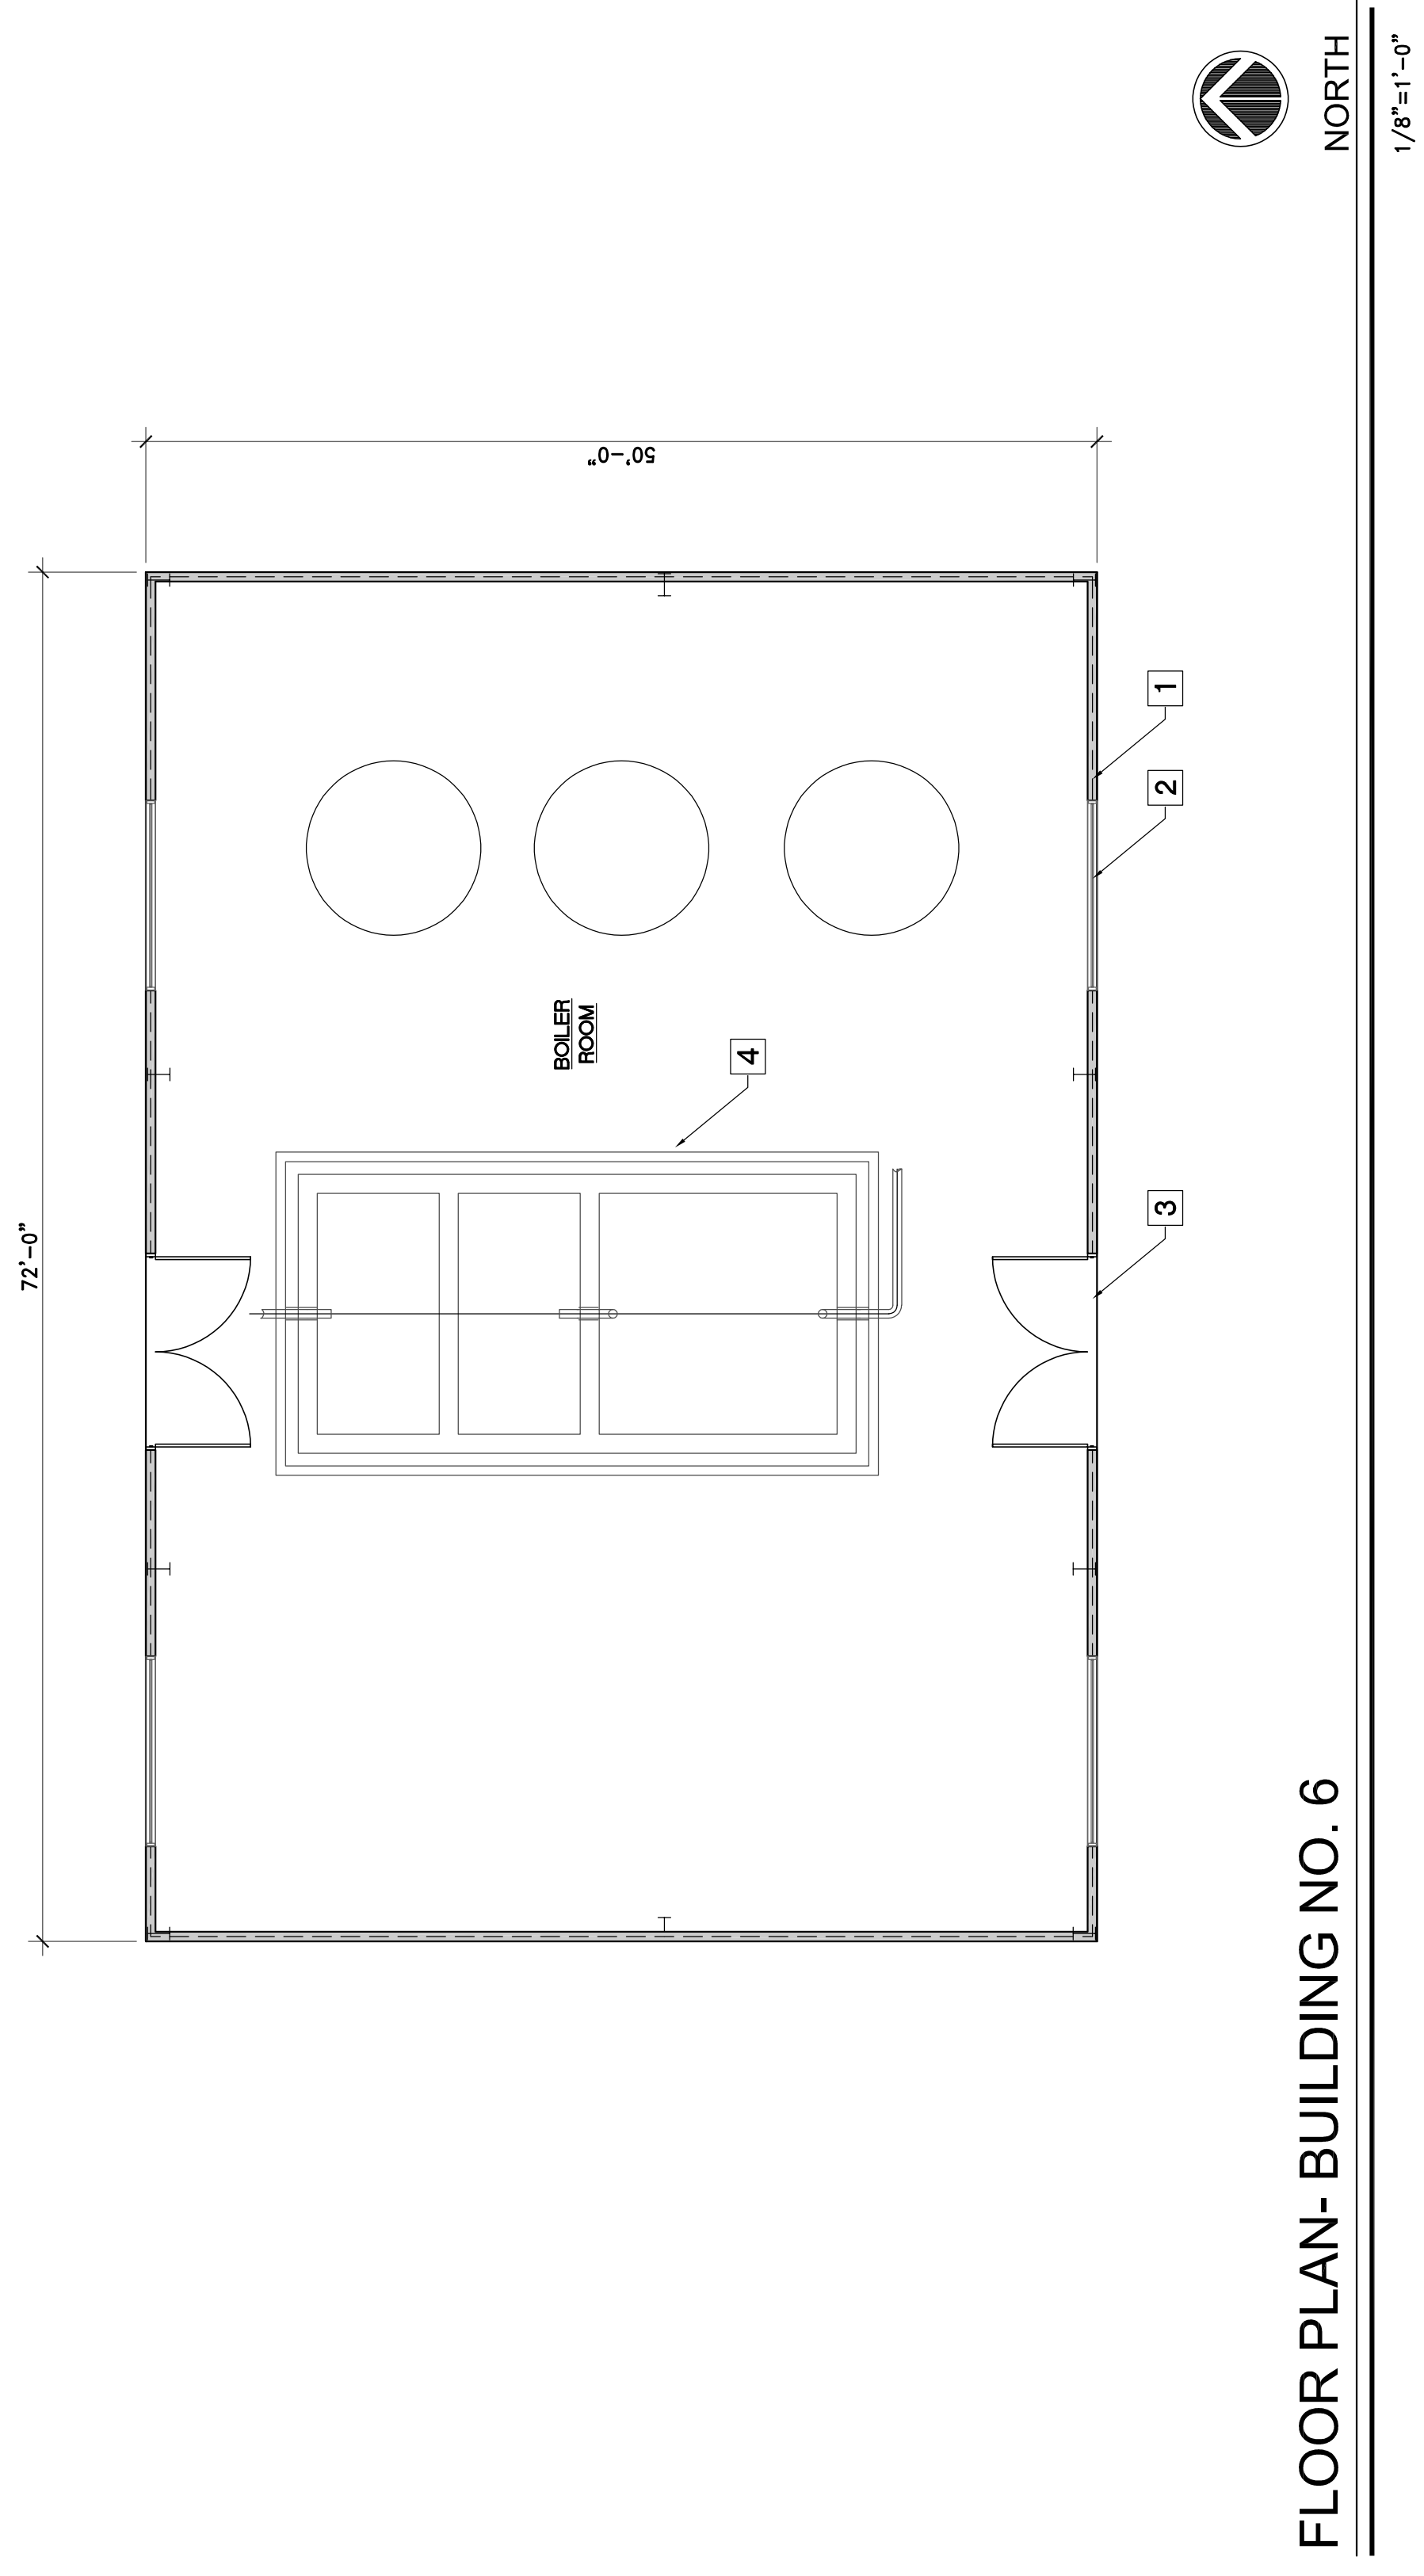 72'-0"
50'-0"
BOILER
ROOM
1
2
3
4
FLOOR PLAN- BUILDING NO. 6
NORTH
1/8"=1'-0"